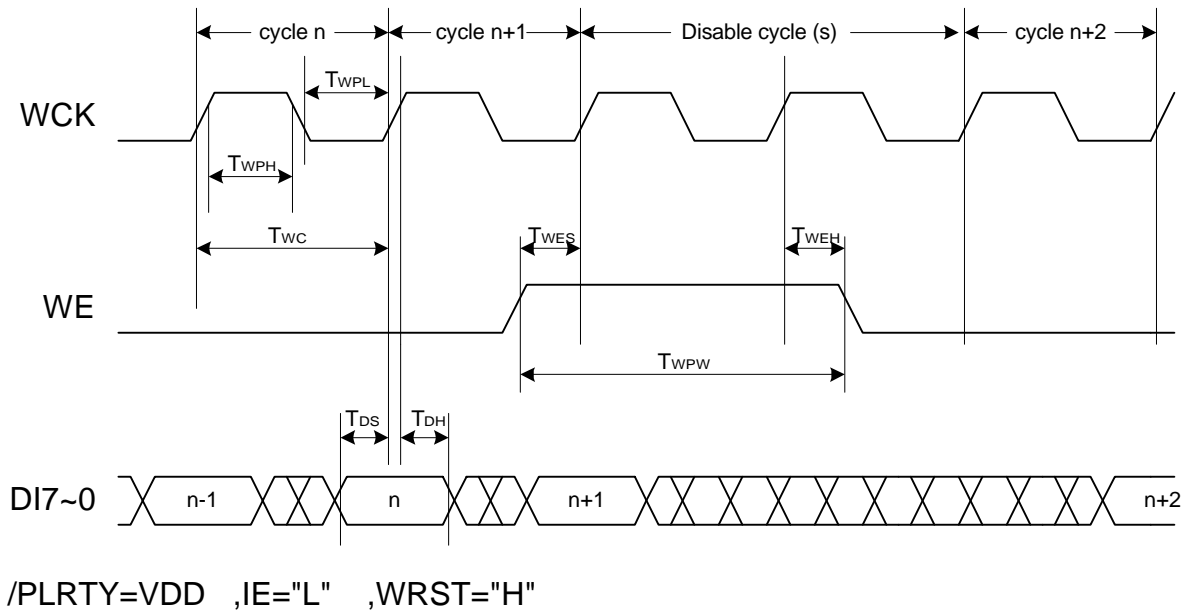 cycle n cycle n+1 Disable cycle (s) cycle n+2
TWPL
WCK
TWPH
TWC TWES TWEH
WE
TWPW
TDS TDH
DI7~0 n-1 n n+1 n+2
/PLRTY=VDD ,IE="L" ,WRST="H"